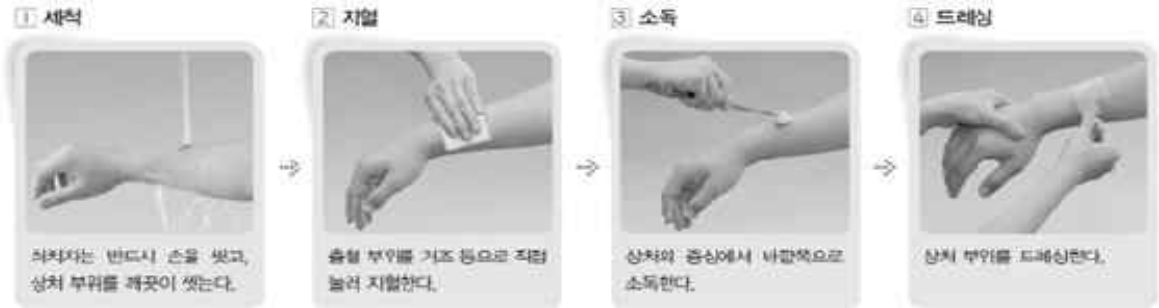 1 세척
처치자는 반드시 손을 씻고,
상처 부위를 깨끗이 씻는다.
2 지혈
출혈 부위를 거즈 등으로 직접
눌러 지혈한다.
3 소독
상처의 중심에서 바깥쪽으로
소독한다.
4 드레싱
상처 부위를 드레싱한다.